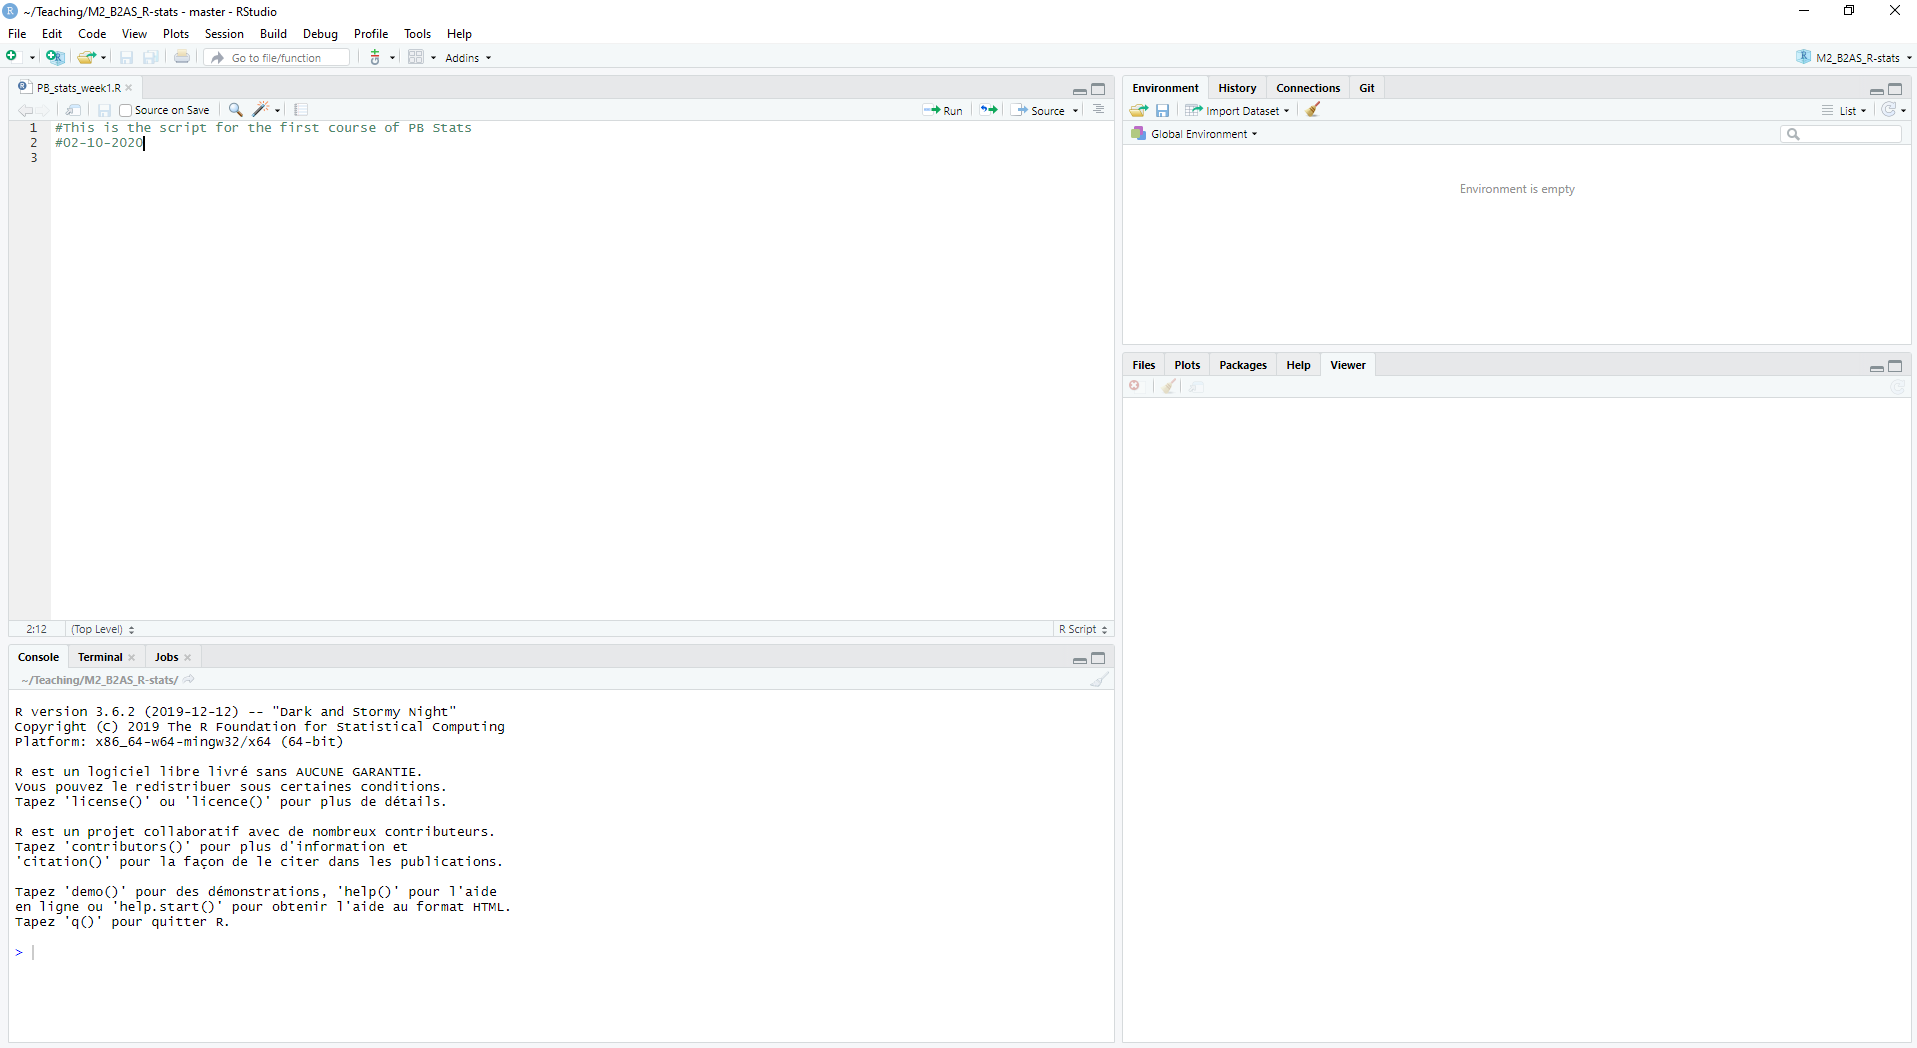 ~/Teaching/M2_B2AS_R-stats - master - RStudio
File Edit Code View Plots Session Build Debug Profile Tools Help
Go to file/function Addins M2_B2AS_R-stats
PB_stats_week1.R
Source on Save Run Source
1 #This is the script for the first course of PB Stats
2 #02-10-2020
3
2:12 (Top Level) R Script
Console Terminal Jobs
~/Teaching/M2_B2AS_R-stats/
R version 3.6.2 (2019-12-12) -- "Dark and Stormy Night"
Copyright (C) 2019 The R Foundation for Statistical Computing
Platform: x86_64-w64-mingw32/x64 (64-bit)
R est un logiciel libre livré sans AUCUNE GARANTIE.
Vous pouvez le redistribuer sous certaines conditions.
Tapez 'license()' ou 'licence()' pour plus de détails.
R est un projet collaboratif avec de nombreux contributeurs.
Tapez 'contributors()' pour plus d'information et
'citation()' pour la façon de le citer dans les publications.
Tapez 'demo()' pour des démonstrations, 'help()' pour l'aide
en ligne ou 'help.start()' pour obtenir l'aide au format HTML.
Tapez 'q()' pour quitter R.
>
Environment History Connections Git
Import Dataset List
Global Environment
Environment is empty
Files Plots Packages Help Viewer